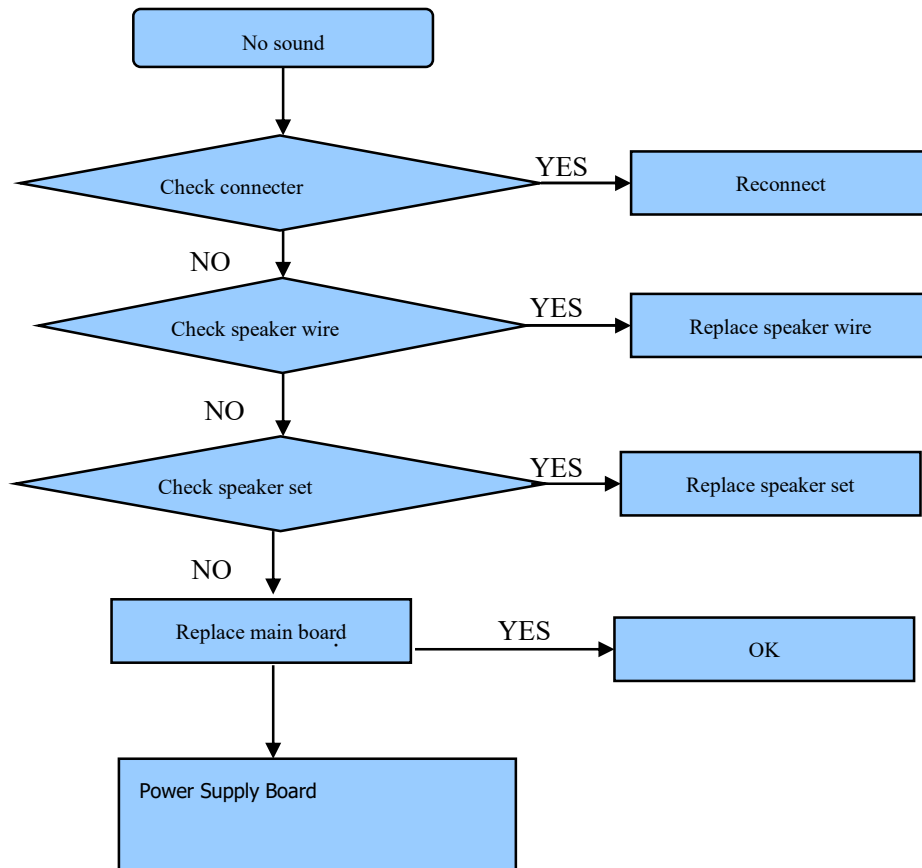 No sound
Check connecter
YES
Reconnect
NO
Check speaker wire
YES
Replace speaker wire
NO
Check speaker set
YES
Replace speaker set
NO
Replace main board
YES
OK
Power Supply Board